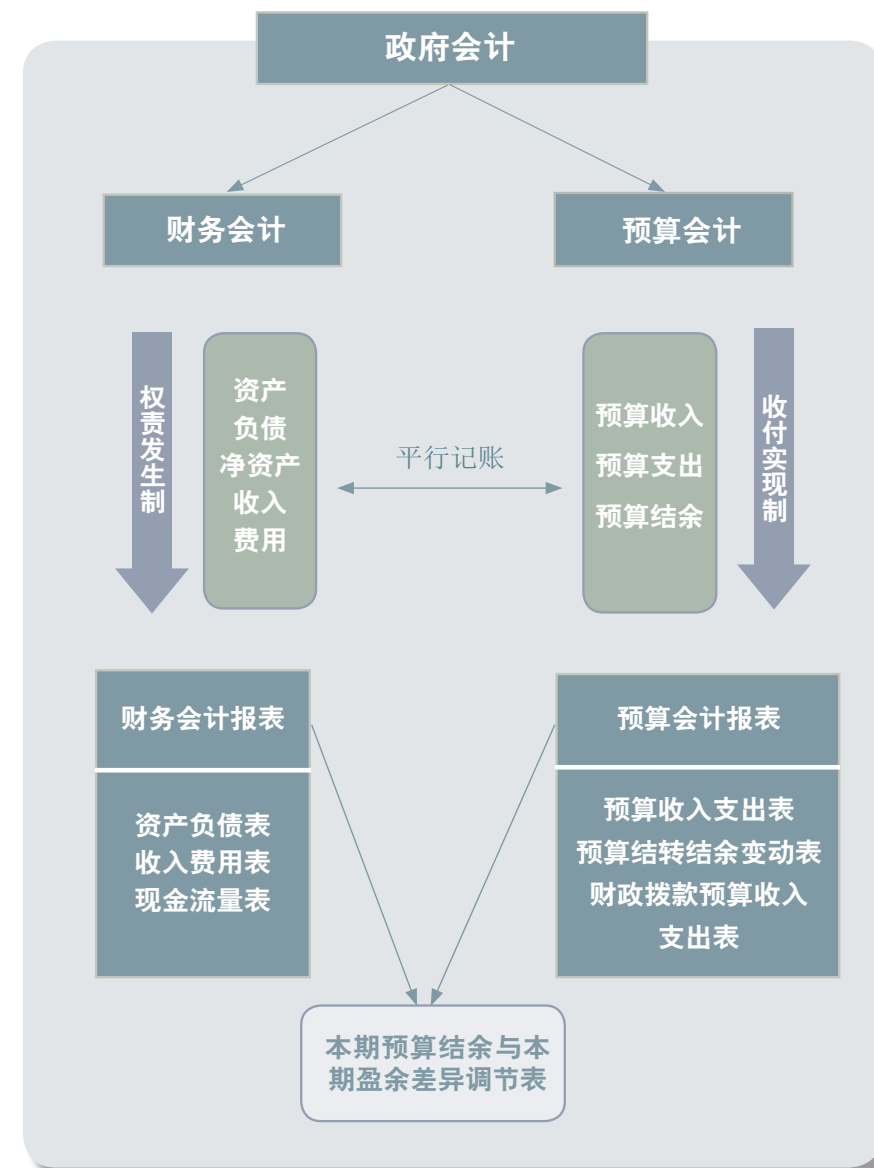 政府会计
财务会计
预算会计
权责发生制
资产
负债
净资产
收入
费用
平行记账
预算收入
预算支出
预算结余
收付实现制
财务会计报表
资产负债表
收入费用表
现金流量表
预算会计报表
预算收入支出表
预算结转结余变动表
财政拨款预算收入
支出表
本期预算结余与本
期盈余差异调节表